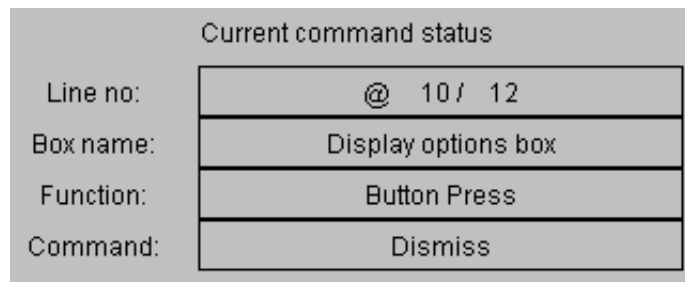 Current command status
Line no: @ 10 / 12
Box name: Display options box
Function: Button Press
Command: Dismiss